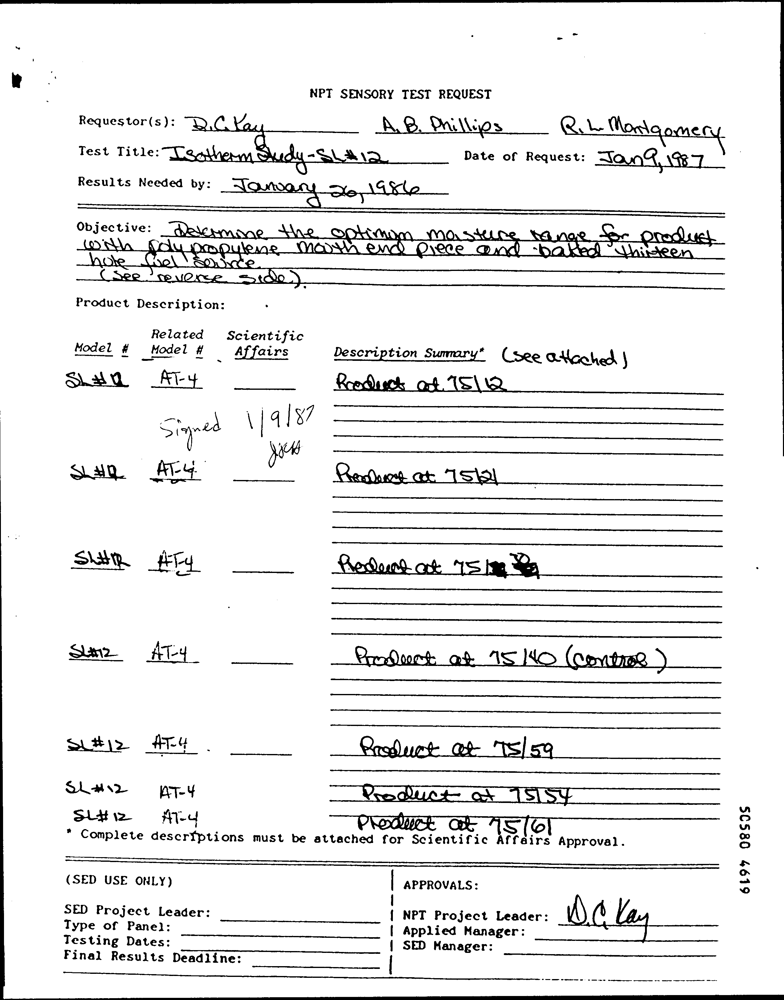 NPT SENSORY TEST REQUEST
Requestor(s): D.C. Kay A.B. Phillips R.L. Montgomery
Test Title: Isotherm Study-SL#12 Date of Request: Jan 9, 1987
Results Needed by: January 26, 1986
Objective: Determine the optimum moisture range for product
with polypropylene mouth end piece and baked thirteen
hole fuel source.
(see reverse side).
Product Description:
Related Scientific
Model # Model # Affairs Description Summary* (see attached)
SL#12 AT-4 Product at 75/12
Signed 1/9/87
SL#12 AT-4 Product at 75/21
SL#12 AT-4 Product at 75/
SL#12 AT-4 Product at 75/40 (control)
SL#12 AT-4 Product at 75/59
SL#12 AT-4 Product at 75/54
SL#12 AT-4 Product at 75/61
* Complete descriptions must be attached for Scientific Affairs Approval.
(SED USE ONLY) APPROVALS:
SED Project Leader: NPT Project Leader: D.C. Kay
Type of Panel: Applied Manager:
Testing Dates: SED Manager:
Final Results Deadline:
50580 4619